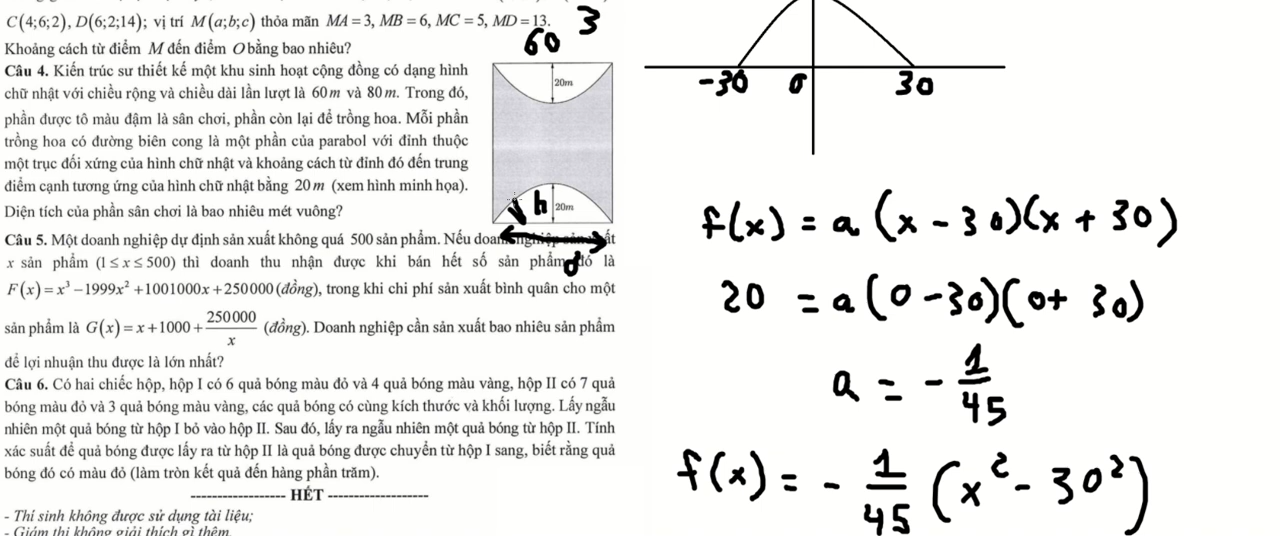 C(4;6;2), D(6;2;14); vị trí M(a;b;c) thỏa mãn MA = 3, MB = 6, MC = 5, MD = 13.
3
Khoảng cách từ điểm M đến điểm O bằng bao nhiêu?
60
Câu 4. Kiến trúc sư thiết kế một khu sinh hoạt cộng đồng có dạng hình
chữ nhật với chiều rộng và chiều dài lần lượt là 60m và 80m. Trong đó,
phần được tô màu đậm là sân chơi, phần còn lại để trồng hoa. Mỗi phần
trồng hoa có đường biên cong là một phần của parabol với đỉnh thuộc
một trục đối xứng của hình chữ nhật và khoảng cách từ đỉnh đó đến trung
điểm cạnh tương ứng của hình chữ nhật bằng 20m (xem hình minh họa).
Diện tích của phần sân chơi là bao nhiêu mét vuông?
20m
h
20m
d
Câu 5. Một doanh nghiệp dự định sản xuất không quá 500 sản phẩm. Nếu doanh nghiệp sản xuất
x sản phẩm (1 ≤ x ≤ 500) thì doanh thu nhận được khi bán hết số sản phẩm đó là
F(x) = x³ − 1999x² + 1001000x + 250000 (đồng), trong khi chi phí sản xuất bình quân cho một
sản phẩm là G(x) = x + 1000 + 250000/x (đồng). Doanh nghiệp cần sản xuất bao nhiêu sản phẩm
để lợi nhuận thu được là lớn nhất?
Câu 6. Có hai chiếc hộp, hộp I có 6 quả bóng màu đỏ và 4 quả bóng màu vàng, hộp II có 7 quả
bóng màu đỏ và 3 quả bóng màu vàng, các quả bóng có cùng kích thước và khối lượng. Lấy ngẫu
nhiên một quả bóng từ hộp I bỏ vào hộp II. Sau đó, lấy ra ngẫu nhiên một quả bóng từ hộp II. Tính
xác suất để quả bóng được lấy ra từ hộp II là quả bóng được chuyển từ hộp I sang, biết rằng quả
bóng đó có màu đỏ (làm tròn kết quả đến hàng phần trăm).
------------------ HẾT -------------------
- Thí sinh không được sử dụng tài liệu;
- Giám thị không giải thích gì thêm.
-30 0 30
f(x) = a(x - 30)(x + 30)
20 = a(0 - 30)(0 + 30)
a = - 1/45
f(x) = - 1/45 (x² - 30²)